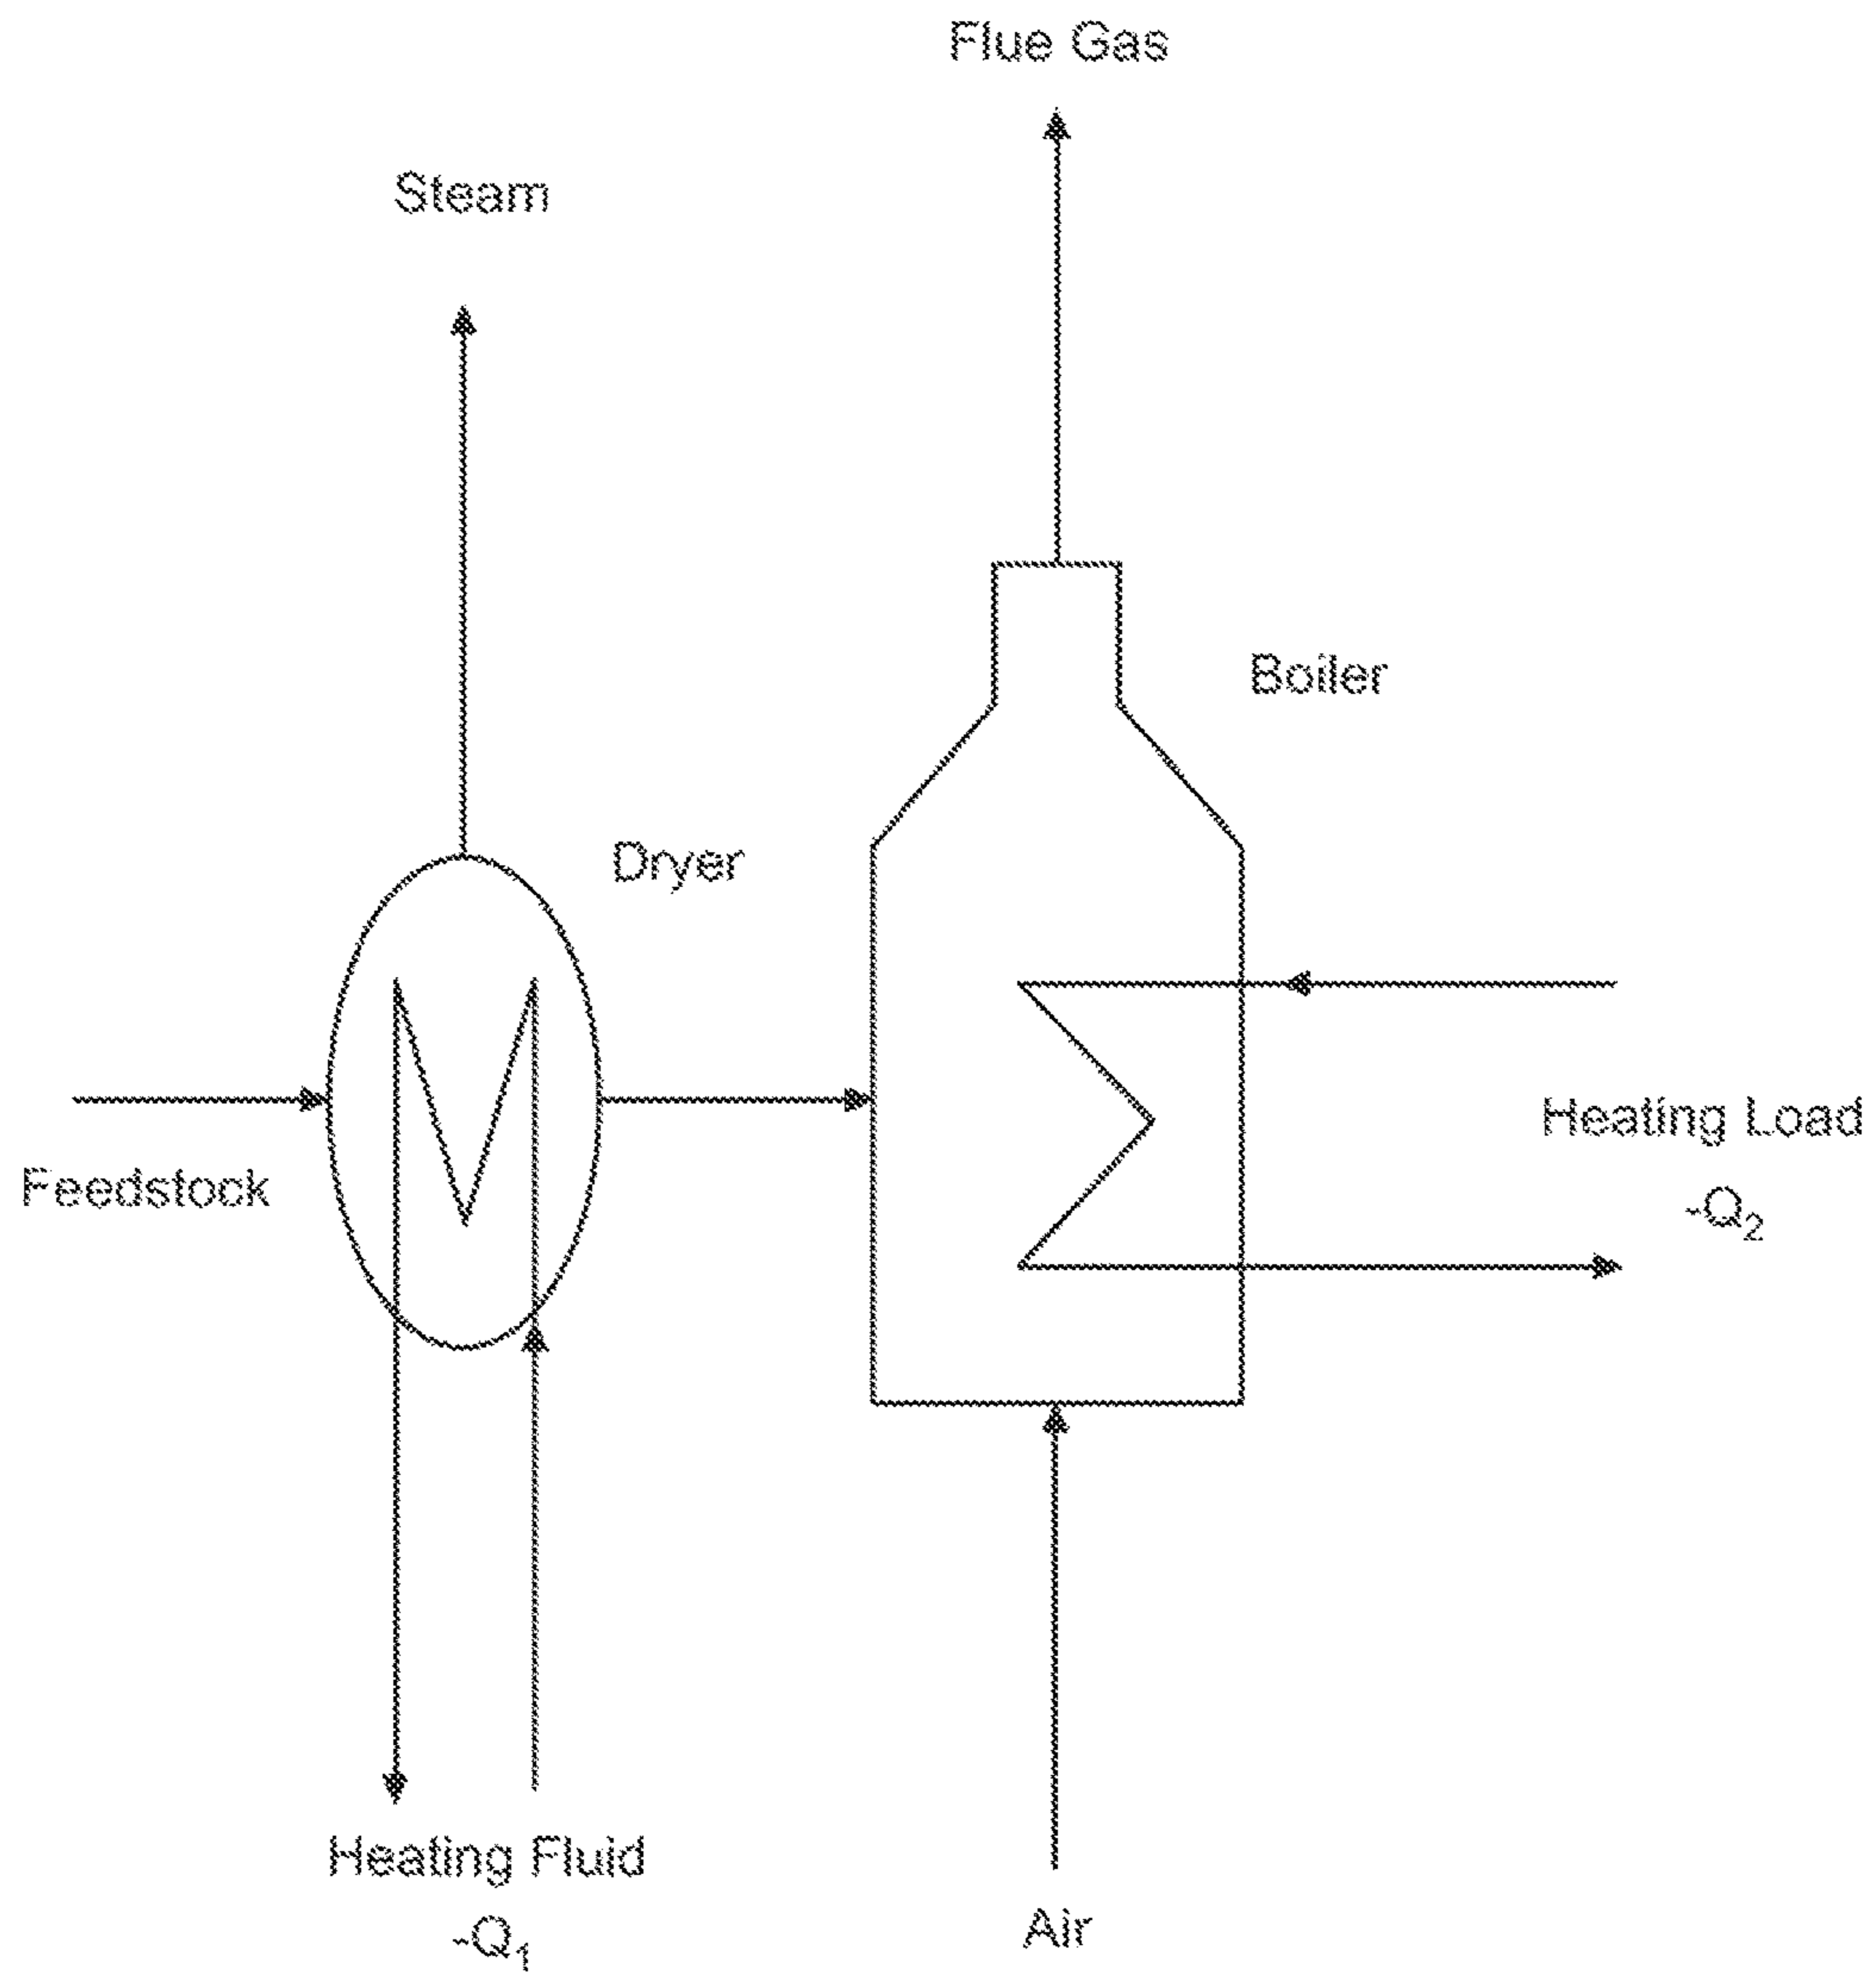 Flue Gas
Steam
Boiler
Dryer
Heating Load
-Q2
Feedstock
Heating Fluid
-Q1
Air